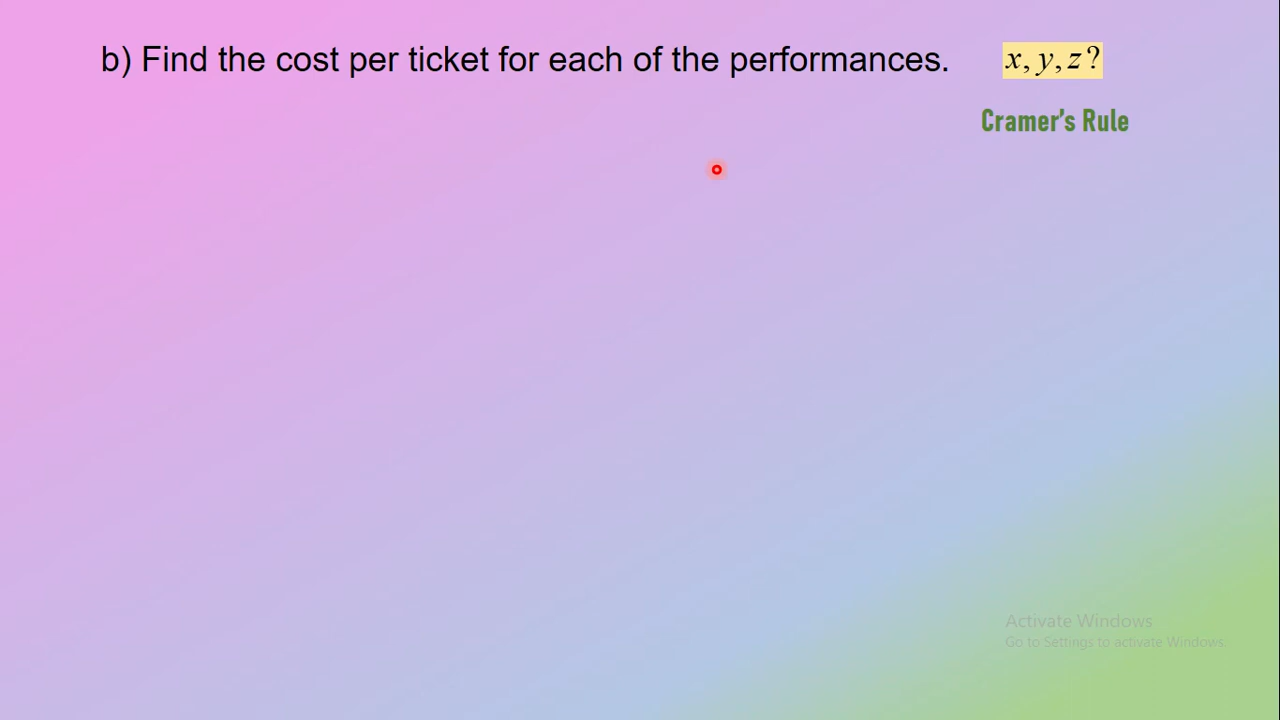 b) Find the cost per ticket for each of the performances. x, y, z?
Cramer's Rule
Activate Windows
Go to Settings to activate Windows.